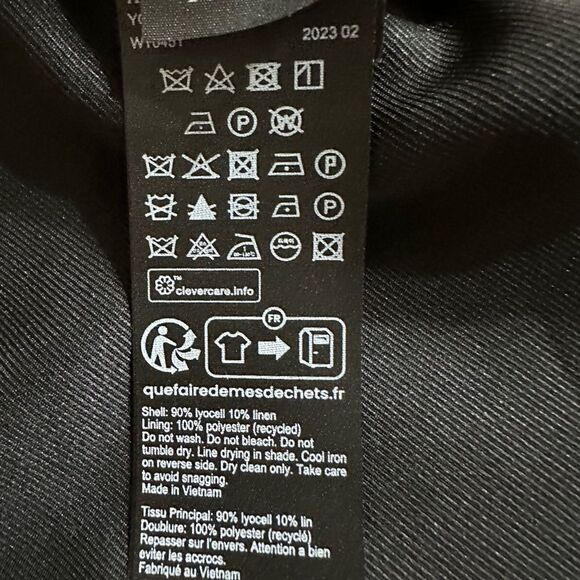 2023 02
P
W
P
P
clevercare.info
FR
quefairedemesdechets.fr
Shell: 90% lyocell 10% linen
Lining: 100% polyester (recycled)
Do not wash. Do not bleach. Do not
tumble dry. Line drying in shade. Cool iron
on reverse side. Dry clean only. Take care
to avoid snagging.
Made in Vietnam
Tissu Principal: 90% lyocell 10% lin
Doublure: 100% polyester (recyclé)
Repasser sur l'envers. Attention a bien
eviter les accrocs.
Fabriqué au Vietnam